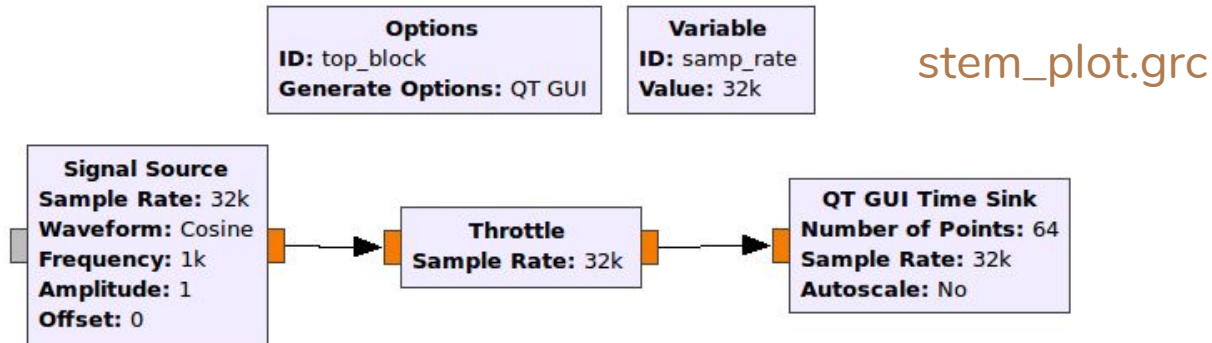 Options
ID: top_block
Generate Options: QT GUI
Variable
ID: samp_rate
Value: 32k
stem_plot.grc
Signal Source
Sample Rate: 32k
Waveform: Cosine
Frequency: 1k
Amplitude: 1
Offset: 0
Throttle
Sample Rate: 32k
QT GUI Time Sink
Number of Points: 64
Sample Rate: 32k
Autoscale: No